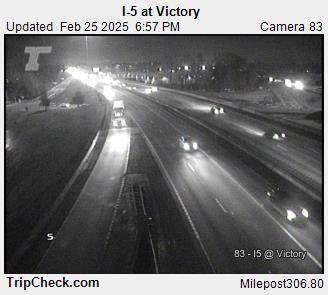 I-5 at Victory
Updated Feb 25 2025 6:57 PM Camera 83
T
S
83 - I5 @ Victory
TripCheck.com Milepost306.80